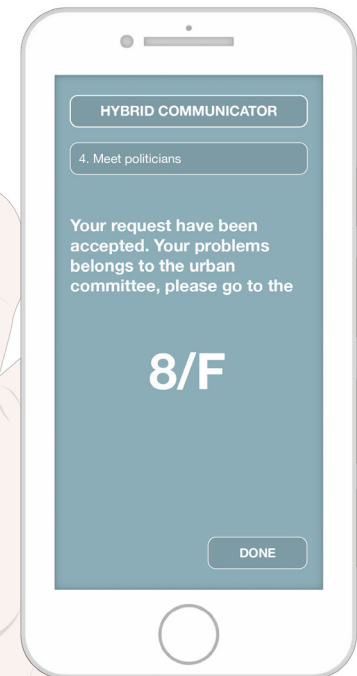 HYBRID COMMUNICATOR
4. Meet politicians
Your request have been
accepted. Your problems
belongs to the urban
committee, please go to the
8/F
DONE